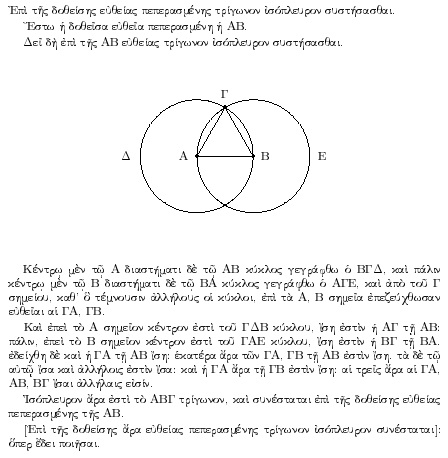 Ἐπὶ τῆς δοθείσης εὐθείας πεπερασμένης τρίγωνον ἰσόπλευρον συστήσασθαι.
Ἔστω ἡ δοθεῖσα εὐθεῖα πεπερασμένη ἡ ΑΒ.
Δεῖ δὴ ἐπὶ τῆς ΑΒ εὐθείας τρίγωνον ἰσόπλευρον συστήσασθαι.
Γ
Δ Α Β Ε
Κέντρῳ μὲν τῷ Α διαστήματι δὲ τῷ ΑΒ κύκλος γεγράφθω ὁ ΒΓΔ, καὶ πάλιν
κέντρῳ μὲν τῷ Β διαστήματι δὲ τῷ ΒΑ κύκλος γεγράφθω ὁ ΑΓΕ, καὶ ἀπὸ τοῦ Γ
σημείου, καθ’ ὃ τέμνουσιν ἀλλήλους οἱ κύκλοι, ἐπὶ τὰ Α, Β σημεῖα ἐπεζεύχθωσαν
εὐθεῖαι αἱ ΓΑ, ΓΒ.
Καὶ ἐπεὶ τὸ Α σημεῖον κέντρον ἐστὶ τοῦ ΓΔΒ κύκλου, ἴση ἐστὶν ἡ ΑΓ τῇ ΑΒ·
πάλιν, ἐπεὶ τὸ Β σημεῖον κέντρον ἐστὶ τοῦ ΓΑΕ κύκλου, ἴση ἐστὶν ἡ ΒΓ τῇ ΒΑ.
ἐδείχθη δὲ καὶ ἡ ΓΑ τῇ ΑΒ ἴση· ἑκατέρα ἄρα τῶν ΓΑ, ΓΒ τῇ ΑΒ ἐστιν ἴση. τὰ δὲ τῷ
αὐτῷ ἴσα καὶ ἀλλήλοις ἐστὶν ἴσα· καὶ ἡ ΓΑ ἄρα τῇ ΓΒ ἐστιν ἴση· αἱ τρεῖς ἄρα αἱ ΓΑ,
ΑΒ, ΒΓ ἴσαι ἀλλήλαις εἰσίν.
Ἰσόπλευρον ἄρα ἐστὶ τὸ ΑΒΓ τρίγωνον, καὶ συνέσταται ἐπὶ τῆς δοθείσης εὐθείας
πεπερασμένης τῆς ΑΒ.
[Ἐπὶ τῆς δοθείσης ἄρα εὐθείας πεπερασμένης τρίγωνον ἰσόπλευρον συνέσταται]·
ὅπερ ἔδει ποιῆσαι.